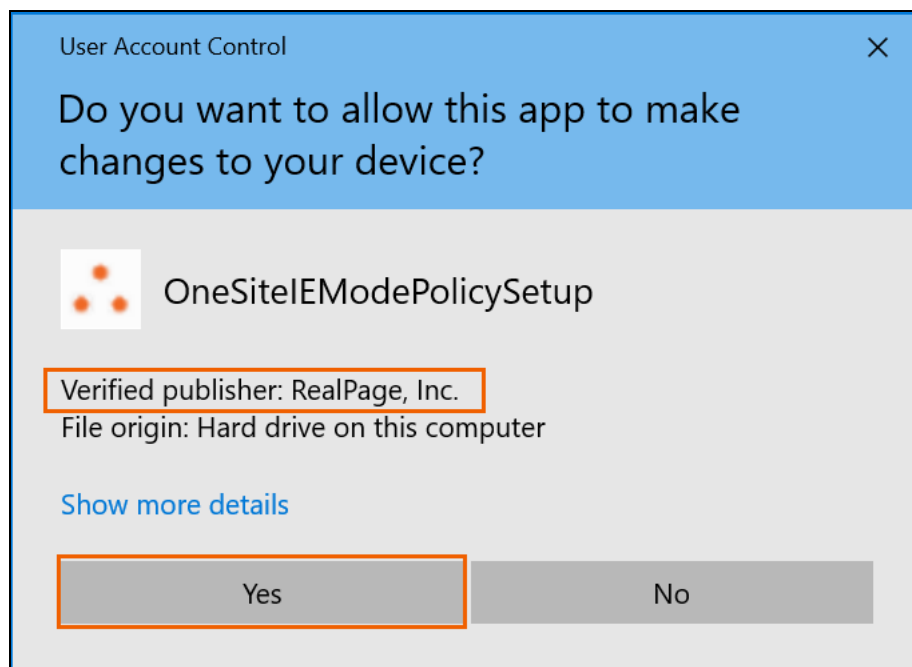 User Account Control
Do you want to allow this app to make
changes to your device?
OneSiteIEModePolicySetup
Verified publisher: RealPage, Inc.
File origin: Hard drive on this computer
Show more details
Yes
No